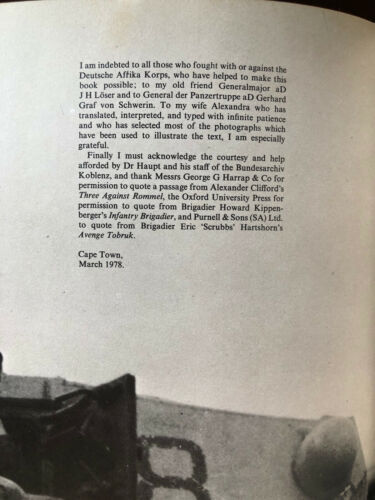 I am indebted to all those who fought with or against the
Deutsche Affika Korps, who have helped to make this
book possible; to my old friend Generalmajor aD
J H Löser and to General der Panzertruppe aD Gerhard
Graf von Schwerin. To my wife Alexandra who has
translated, interpreted, and typed with infinite patience
and who has selected most of the photographs which
have been used to illustrate the text, I am especially
grateful.
Finally I must acknowledge the courtesy and help
afforded by Dr Haupt and his staff of the Bundesarchiv
Koblenz, and thank Messrs George G Harrap & Co for
permission to quote a passage from Alexander Clifford's
Three Against Rommel, the Oxford University Press for
permission to quote from Brigadier Howard Kippen-
berger's Infantry Brigadier, and Purnell & Sons (SA) Ltd.
to quote from Brigadier Eric 'Scrubbs' Hartshorn's
Avenge Tobruk.
Cape Town,
March 1978.
8